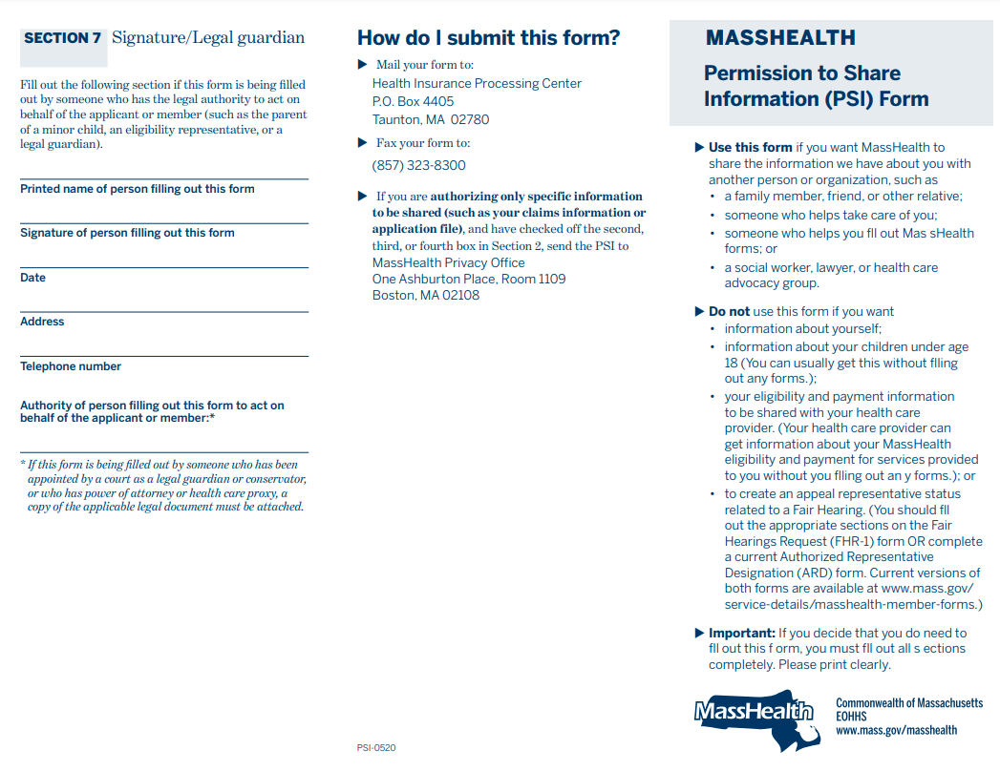 SECTION 7 Signature/Legal guardian
Fill out the following section if this form is being filled
out by someone who has the legal authority to act on
behalf of the applicant or member (such as the parent
of a minor child, an eligibility representative, or a
legal guardian).
Printed name of person filling out this form
Signature of person filling out this form
Date
Address
Telephone number
Authority of person filling out this form to act on
behalf of the applicant or member:*
* If this form is being filled out by someone who has been
appointed by a court as a legal guardian or conservator,
or who has power of attorney or health care proxy, a
copy of the applicable legal document must be attached.
How do I submit this form?
▶ Mail your form to:
Health Insurance Processing Center
P.O. Box 4405
Taunton, MA 02780
▶ Fax your form to:
(857) 323-8300
▶ If you are authorizing only specific information
to be shared (such as your claims information or
application file), and have checked off the second,
third, or fourth box in Section 2, send the PSI to
MassHealth Privacy Office
One Ashburton Place, Room 1109
Boston, MA 02108
PSI-0520
MASSHEALTH
Permission to Share
Information (PSI) Form
▶ Use this form if you want MassHealth to
share the information we have about you with
another person or organization, such as
• a family member, friend, or other relative;
• someone who helps take care of you;
• someone who helps you fll out Mas sHealth
forms; or
• a social worker, lawyer, or health care
advocacy group.
▶ Do not use this form if you want
• information about yourself;
• information about your children under age
18 (You can usually get this without flling
out any forms.);
• your eligibility and payment information
to be shared with your health care
provider. (Your health care provider can
get information about your MassHealth
eligibility and payment for services provided
to you without you flling out an y forms.); or
• to create an appeal representative status
related to a Fair Hearing. (You should fll
out the appropriate sections on the Fair
Hearings Request (FHR-1) form OR complete
a current Authorized Representative
Designation (ARD) form. Current versions of
both forms are available at www.mass.gov/
service-details/masshealth-member-forms.)
▶ Important: If you decide that you do need to
fll out this f orm, you must fll out all s ections
completely. Please print clearly.
MassHealth
Commonwealth of Massachusetts
EOHHS
www.mass.gov/masshealth